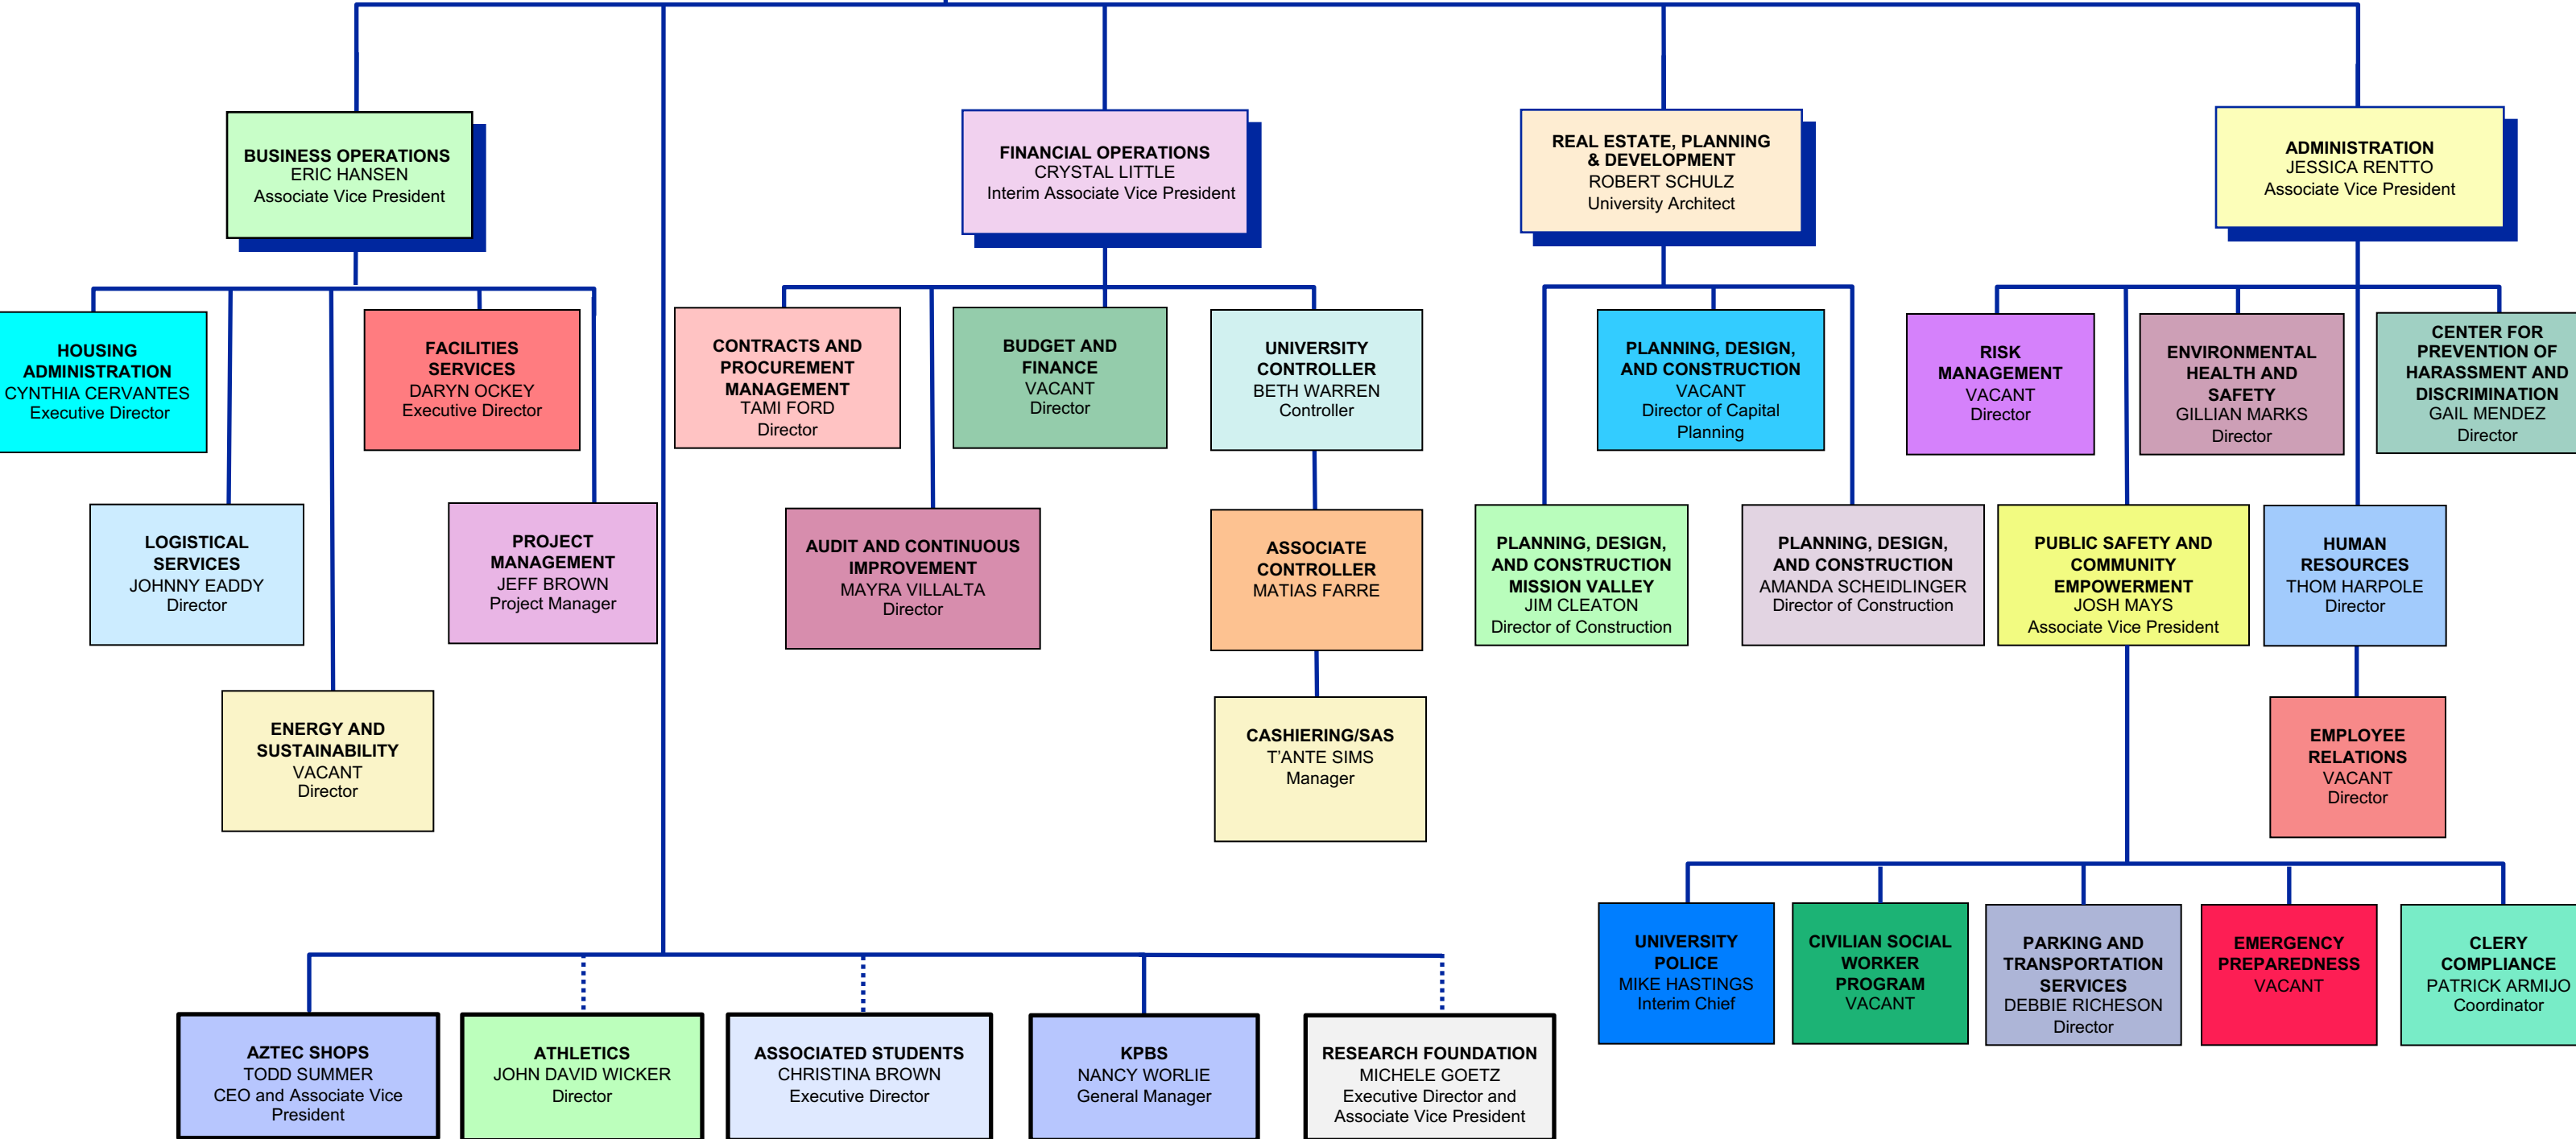 BUSINESS OPERATIONS
ERIC HANSEN
Associate Vice President
FINANCIAL OPERATIONS
CRYSTAL LITTLE
Interim Associate Vice President
REAL ESTATE, PLANNING
& DEVELOPMENT
ROBERT SCHULZ
University Architect
ADMINISTRATION
JESSICA RENTTO
Associate Vice President
HOUSING
ADMINISTRATION
CYNTHIA CERVANTES
Executive Director
FACILITIES
SERVICES
DARYN OCKEY
Executive Director
CONTRACTS AND
PROCUREMENT
MANAGEMENT
TAMI FORD
Director
BUDGET AND
FINANCE
VACANT
Director
UNIVERSITY
CONTROLLER
BETH WARREN
Controller
PLANNING, DESIGN,
AND CONSTRUCTION
VACANT
Director of Capital
Planning
RISK
MANAGEMENT
VACANT
Director
ENVIRONMENTAL
HEALTH AND
SAFETY
GILLIAN MARKS
Director
CENTER FOR
PREVENTION OF
HARASSMENT AND
DISCRIMINATION
GAIL MENDEZ
Director
LOGISTICAL
SERVICES
JOHNNY EADDY
Director
PROJECT
MANAGEMENT
JEFF BROWN
Project Manager
AUDIT AND CONTINUOUS
IMPROVEMENT
MAYRA VILLALTA
Director
ASSOCIATE
CONTROLLER
MATIAS FARRE
PLANNING, DESIGN,
AND CONSTRUCTION
MISSION VALLEY
JIM CLEATON
Director of Construction
PLANNING, DESIGN,
AND CONSTRUCTION
AMANDA SCHEIDLINGER
Director of Construction
PUBLIC SAFETY AND
COMMUNITY
EMPOWERMENT
JOSH MAYS
Associate Vice President
HUMAN
RESOURCES
THOM HARPOLE
Director
ENERGY AND
SUSTAINABILITY
VACANT
Director
CASHIERING/SAS
T’ANTE SIMS
Manager
EMPLOYEE
RELATIONS
VACANT
Director
UNIVERSITY
POLICE
MIKE HASTINGS
Interim Chief
CIVILIAN SOCIAL
WORKER
PROGRAM
VACANT
PARKING AND
TRANSPORTATION
SERVICES
DEBBIE RICHESON
Director
EMERGENCY
PREPAREDNESS
VACANT
CLERY
COMPLIANCE
PATRICK ARMIJO
Coordinator
AZTEC SHOPS
TODD SUMMER
CEO and Associate Vice
President
ATHLETICS
JOHN DAVID WICKER
Director
ASSOCIATED STUDENTS
CHRISTINA BROWN
Executive Director
KPBS
NANCY WORLIE
General Manager
RESEARCH FOUNDATION
MICHELE GOETZ
Executive Director and
Associate Vice President